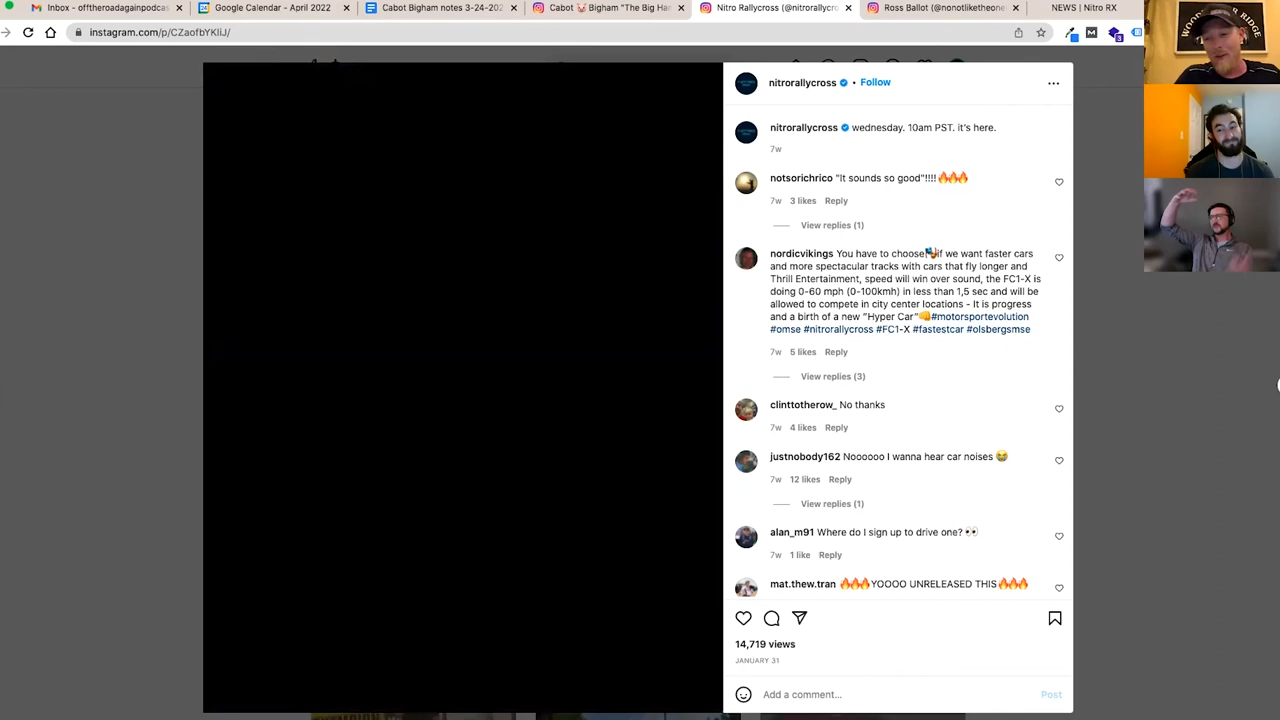 Inbox - offtheroadagainpodcas
Google Calendar - April 2022
Cabot Bigham notes 3-24-202
Cabot Bigham "The Big Ha
Nitro Rallycross (@nitrorallycro
Ross Ballot (@nonotliketheone
NEWS | Nitro RX
instagram.com/p/CZaofbYKIiJ/
nitrorallycross • Follow
nitrorallycross wednesday. 10am PST. it's here.
7w
notsorichrico "It sounds so good"!!!! 🔥🔥🔥
7w 3 likes Reply
View replies (1)
nordicvikings You have to choose if we want faster cars
and more spectacular tracks with cars that fly longer and
Thrill Entertainment, speed will win over sound, the FC1-X is
doing 0-60 mph (0-100kmh) in less than 1,5 sec and will be
allowed to compete in city center locations - It is progress
and a birth of a new "Hyper Car"👊#motorsportevolution
#omse #nitrorallycross #FC1-X #fastestcar #olsbergsmse
7w 5 likes Reply
View replies (3)
clinttotherow_ No thanks
7w 4 likes Reply
justnobody162 Noooooo I wanna hear car noises 😭
7w 12 likes Reply
View replies (1)
alan_m91 Where do I sign up to drive one? 👀
7w 1 like Reply
mat.thew.tran 🔥🔥🔥YOOOO UNRELEASED THIS🔥🔥🔥
14,719 views
JANUARY 31
Add a comment...
Post